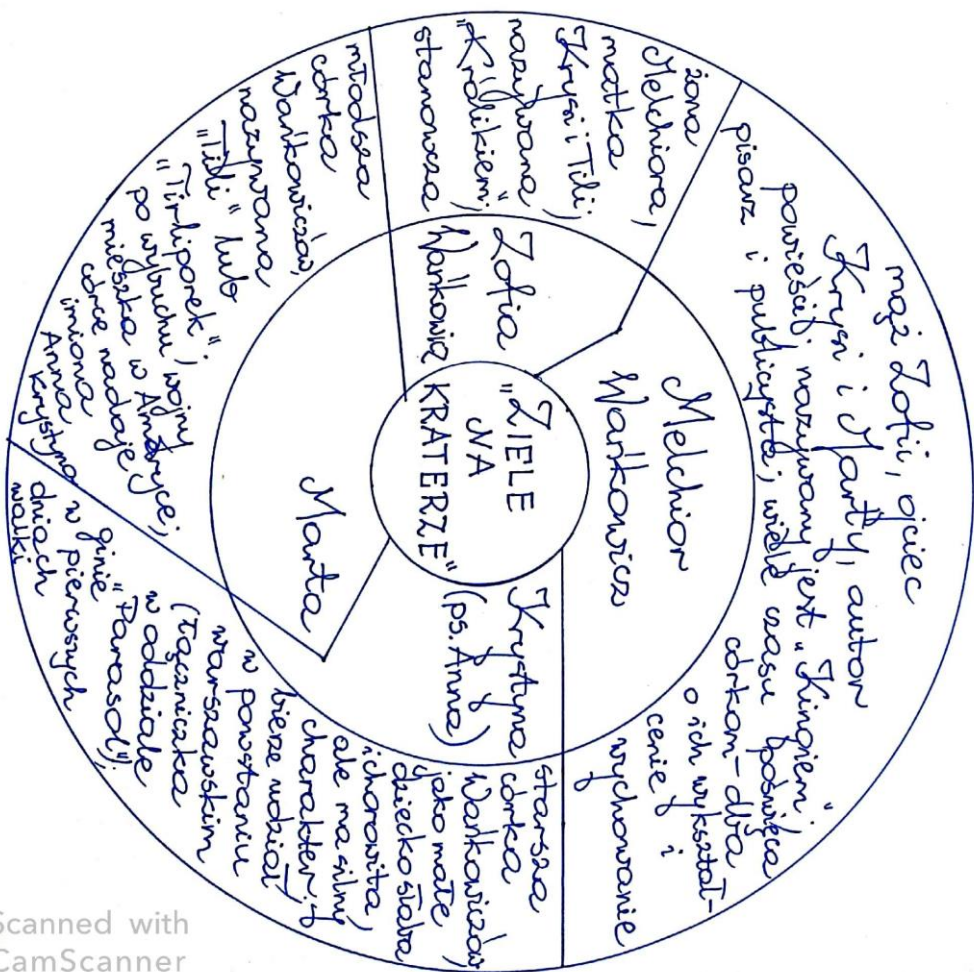 "ZIELE
NA
KRATERZE"
Melchior
Wańkowicz
mąż Zofii, ojciec
Krysi i Marty, autor
powieści, nazywany jest "Kingiem",
pisarz i publicysta; wiele czasu poświęca
córkom - dba
o ich wykształ-
cenie i
wychowanie
Krystyna
(ps. Anna)
starsza
córka
Wańkowiczów,
jako małe
dziecko słaba
i chorowita,
ale ma silny
charakter;
bierze udział
w powstaniu
warszawskim
(łączniczka
w oddziale
"Parasol");
ginie
w pierwszych
dniach
walki
Marta
młodsza
córka
Wańkowiczów,
nazywana
"Tili" lub
"Tirliporek";
po wybuchu wojny
mieszka w Ameryce;
córce nadaje
imiona
Anna
Krystyna
Zofia
Wańkowicz
żona
Melchiora,
matka
Krysi i Tili;
nazywana
"Królikiem";
stanowcza
Scanned with
CamScanner